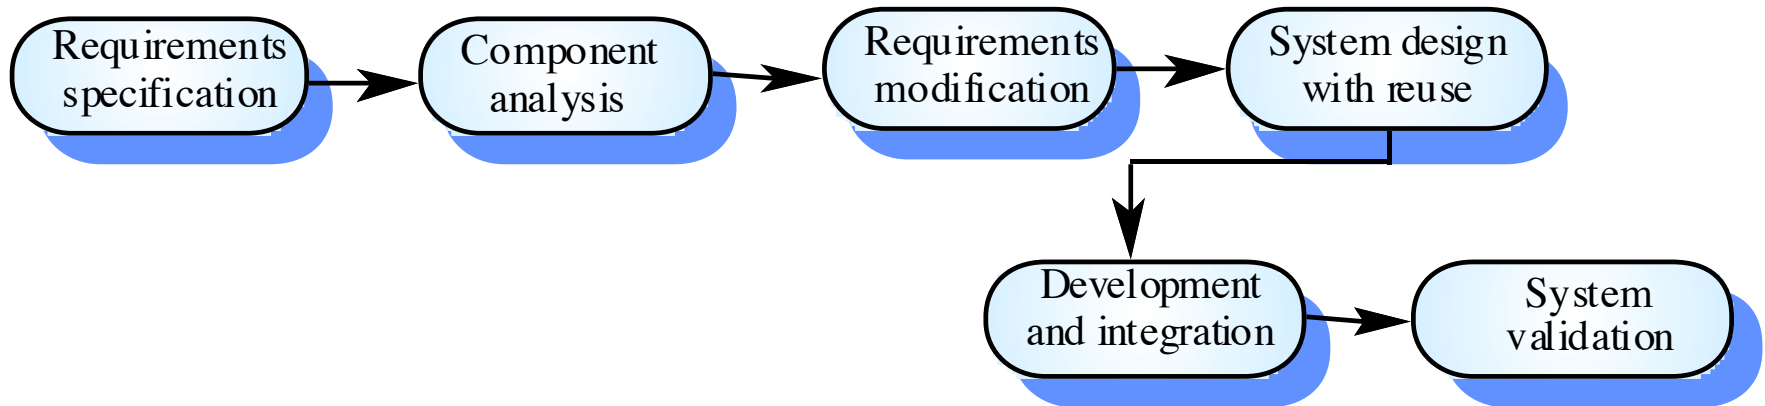 Requirements
specification
Component
analysis
Requirements
modification
System design
with reuse
Development
and integration
System
validation